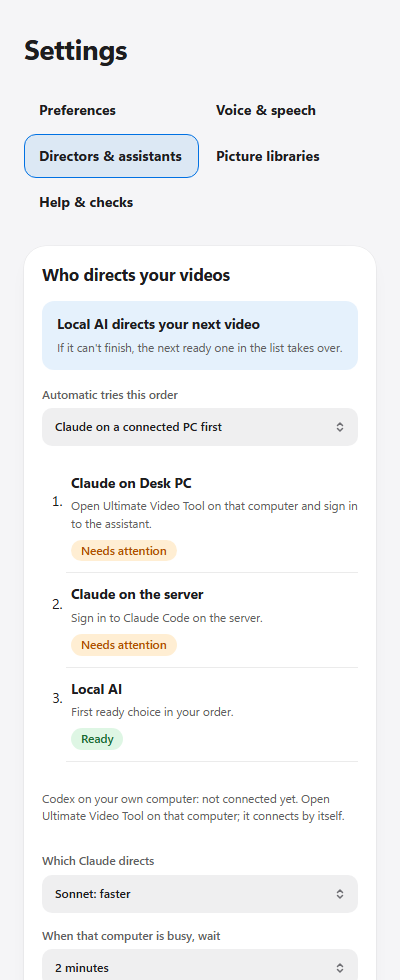 Settings
Preferences
Voice & speech
Directors & assistants
Picture libraries
Help & checks
Who directs your videos
Local AI directs your next video
If it can't finish, the next ready one in the list takes over.
Automatic tries this order
Claude on a connected PC first
1.
Claude on Desk PC
Open Ultimate Video Tool on that computer and sign in
to the assistant.
Needs attention
2.
Claude on the server
Sign in to Claude Code on the server.
Needs attention
3.
Local AI
First ready choice in your order.
Ready
Codex on your own computer: not connected yet. Open
Ultimate Video Tool on that computer; it connects by itself.
Which Claude directs
Sonnet: faster
When that computer is busy, wait
2 minutes